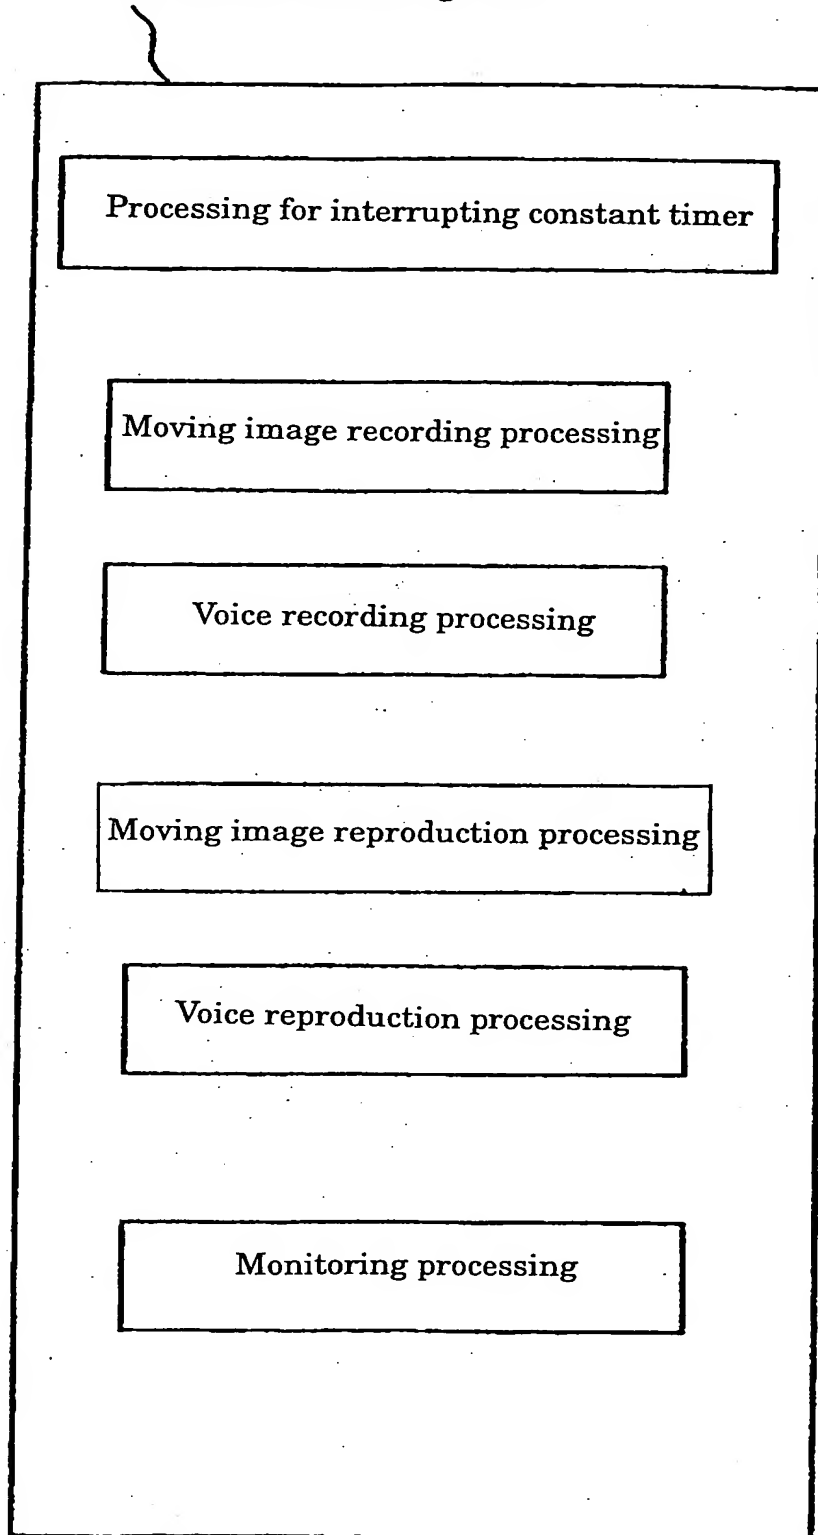 Processing for interrupting constant timer
Moving image recording processing
Voice recording processing
Moving image reproduction processing
Voice reproduction processing
Monitoring processing